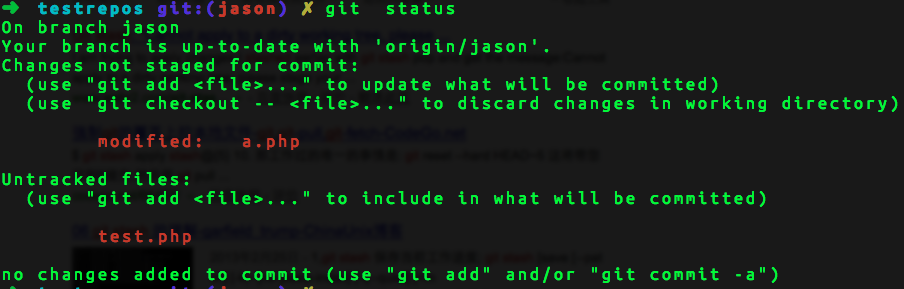 ➜ testrepos git:(jason) ✗ git status
On branch jason
Your branch is up-to-date with 'origin/jason'.
Changes not staged for commit:
(use "git add <file>..." to update what will be committed)
(use "git checkout -- <file>..." to discard changes in working directory)
modified: a.php
Untracked files:
(use "git add <file>..." to include in what will be committed)
test.php
no changes added to commit (use "git add" and/or "git commit -a")